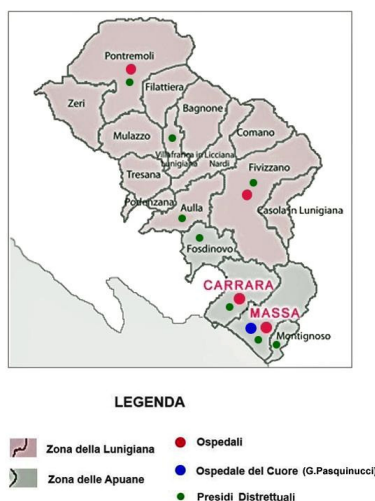 Pontremoli
Filattiera
Zeri
Bagnone
Mulazzo
Comano
Villafranca in
Lunigiana
Licciana
Nardi
Fivizzano
Tresana
Podenzana
Aulla
Casola in Lunigiana
Fosdinovo
CARRARA
MASSA
Montignoso
LEGENDA
Zona della Lunigiana
Ospedali
Zona delle Apuane
Ospedale del Cuore (G.Pasquinucci)
Presidi Distrettuali